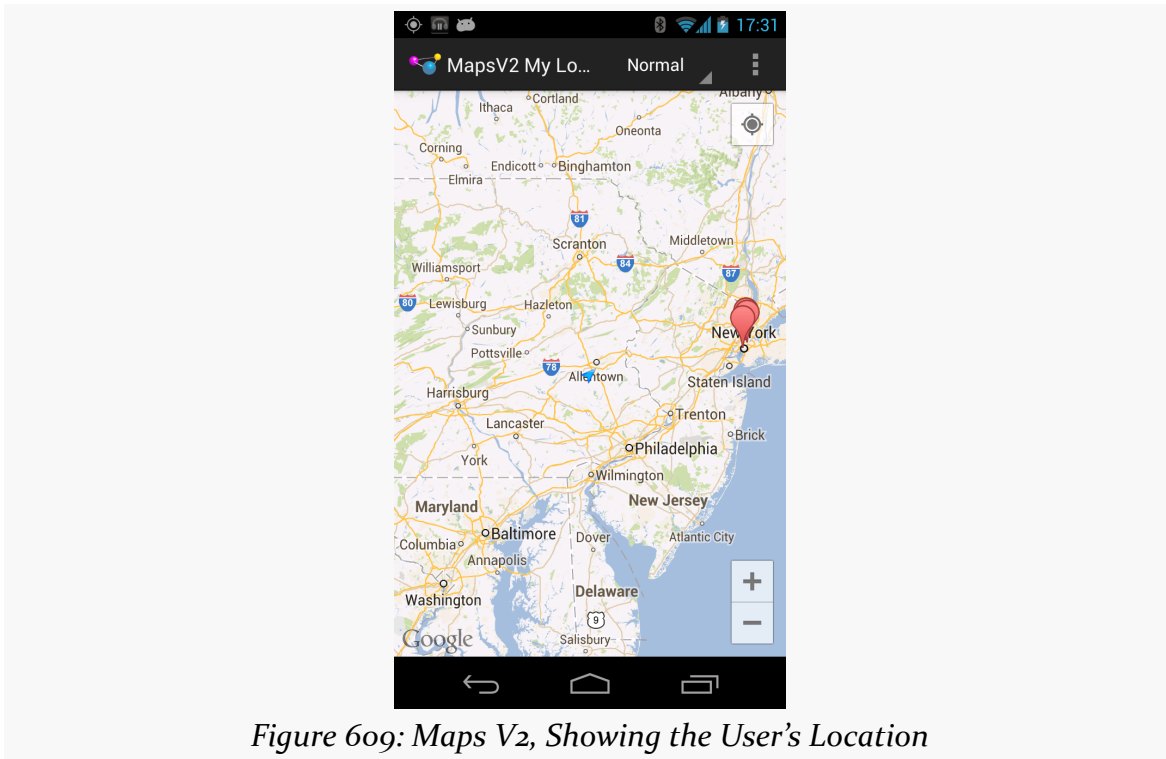 17:31
MapsV2 My Lo... Normal
Albany
Cortland
Ithaca
Oneonta
Corning
Endicott Binghamton
Elmira
81
Scranton Middletown
84
Williamsport 87
80 Lewisburg Hazleton
Sunbury New York
Pottsville
78 Allentown
Staten Island
Harrisburg
Lancaster Trenton
Brick
York Philadelphia
Wilmington
Maryland New Jersey
Columbia Baltimore Dover Atlantic City
Annapolis
+
Washington Delaware
9
−
Google Salisbury
Figure 609: Maps V2, Showing the User’s Location